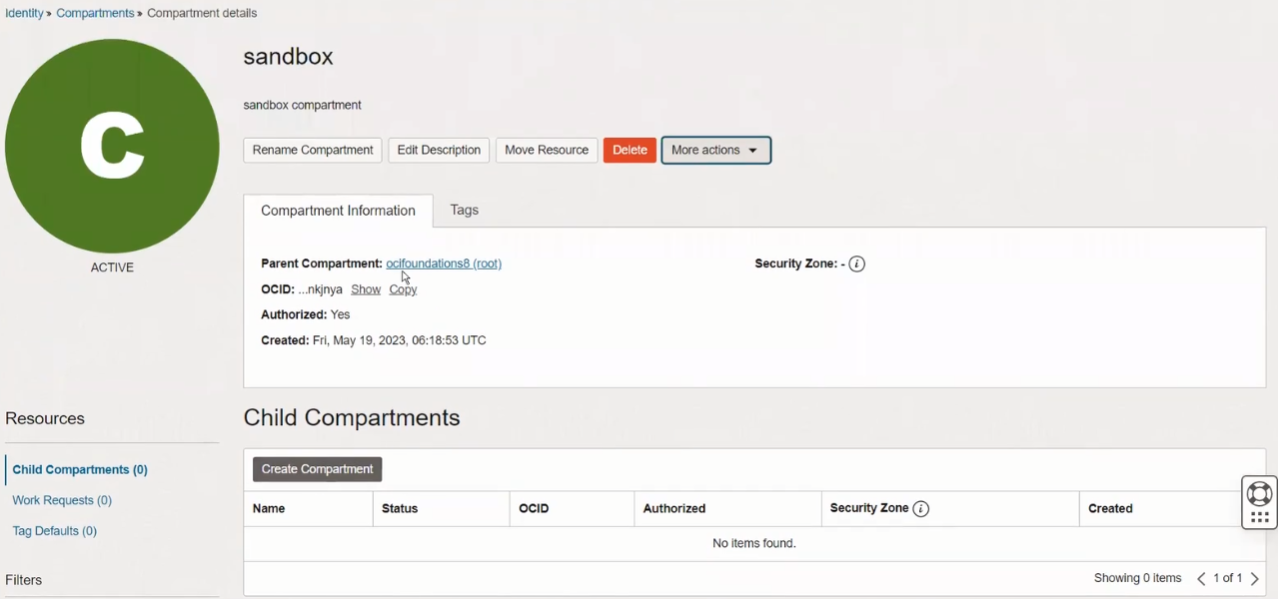 Identity » Compartments » Compartment details
C
ACTIVE
sandbox
sandbox compartment
Rename Compartment Edit Description Move Resource Delete More actions
Compartment Information Tags
Parent Compartment: ocifoundations8 (root) Security Zone: - i
OCID: ...nkjnya Show Copy
Authorized: Yes
Created: Fri, May 19, 2023, 06:18:53 UTC
Resources
Child Compartments (0)
Work Requests (0)
Tag Defaults (0)
Filters
Child Compartments
Create Compartment
Name Status OCID Authorized Security Zone i Created
No items found.
Showing 0 items < 1 of 1 >